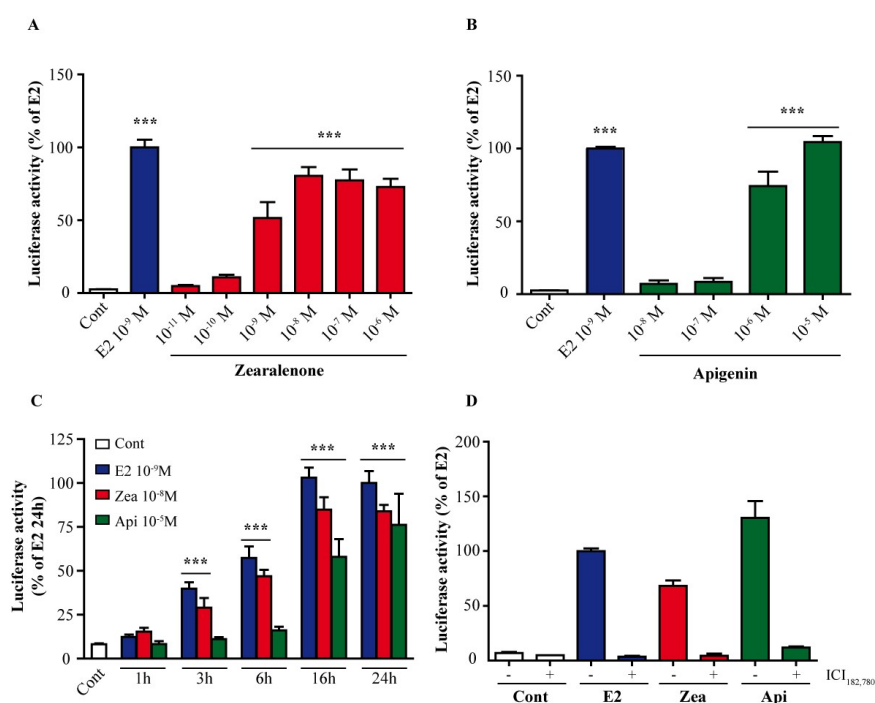 A
Luciferase activity (% of E2)
150
100
50
0
***
***
Cont
E2 10⁻⁹ M
10⁻¹¹ M
10⁻¹⁰ M
10⁻⁹ M
10⁻⁸ M
10⁻⁷ M
10⁻⁶ M
Zearalenone
B
Luciferase activity (% of E2)
150
100
50
0
***
***
Cont
E2 10⁻⁹ M
10⁻⁸ M
10⁻⁷ M
10⁻⁶ M
10⁻⁵ M
Apigenin
C
Luciferase activity
(% of E2 24h)
125
100
75
50
25
0
Cont
E2 10⁻⁹M
Zea 10⁻⁸M
Api 10⁻⁵M
***
***
***
***
Cont
1h
3h
6h
16h
24h
D
Luciferase activity (% of E2)
200
150
100
50
0
- + - + - + - + ICI₁₈₂,₇₈₀
Cont E2 Zea Api